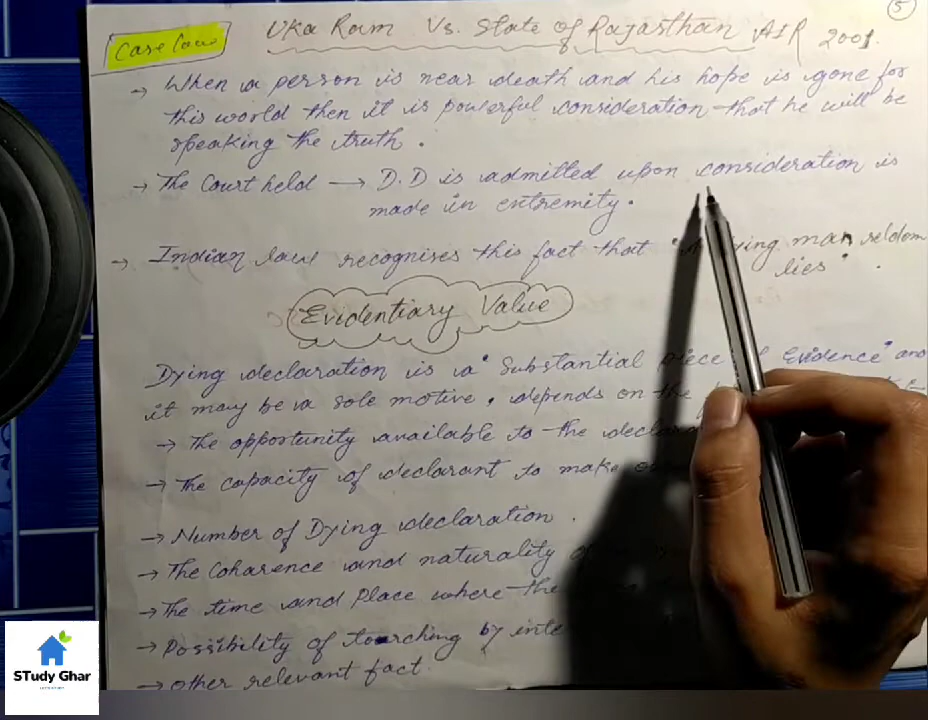 5
Case Law
Uka Ram Vs. State of Rajasthan AIR 2001.
→ When a person is near death and his hope is gone for
this world then it is powerful consideration that he will be
speaking the truth.
→ The Court held → D.D is admitted upon consideration is
made in extremity.
→ Indian law recognises this fact that dying man seldom
lies".
Evidentiary Value
Dying declaration is a "Substantial piece of Evidence" and
it may be a sole motive, depends on the
→ The opportunity available to the
→ The capacity of declarant to make
→ Number of Dying declaration.
→ The Coharence and naturality
→ The time and Place where the
→ Possibility of by
→ Other relevant fact.
STudy Ghar